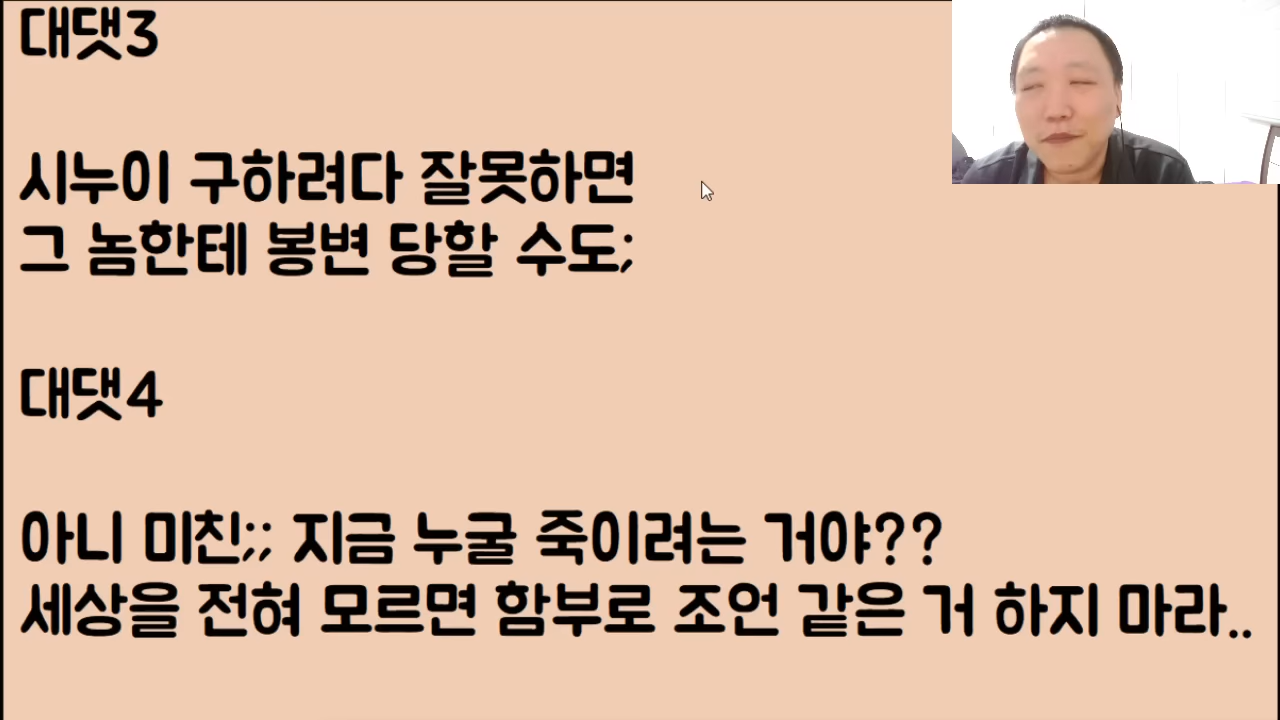 대댓3
시누이 구하려다 잘못하면
그 놈한테 봉변 당할 수도;
대댓4
아니 미친;; 지금 누굴 죽이려는 거야??
세상을 전혀 모르면 함부로 조언 같은 거 하지 마라..